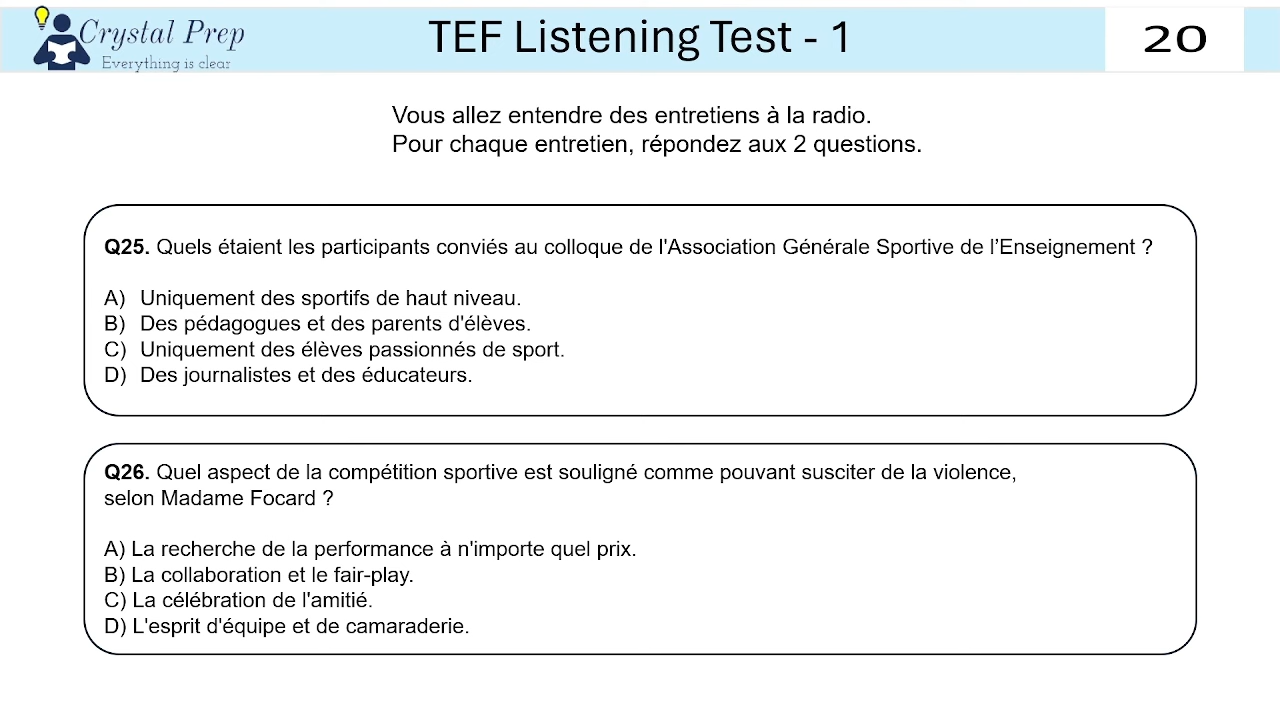 Crystal Prep
Everything is clear
TEF Listening Test - 1
20
Vous allez entendre des entretiens à la radio.
Pour chaque entretien, répondez aux 2 questions.
Q25. Quels étaient les participants conviés au colloque de l'Association Générale Sportive de l’Enseignement ?
A) Uniquement des sportifs de haut niveau.
B) Des pédagogues et des parents d'élèves.
C) Uniquement des élèves passionnés de sport.
D) Des journalistes et des éducateurs.
Q26. Quel aspect de la compétition sportive est souligné comme pouvant susciter de la violence,
selon Madame Focard ?
A) La recherche de la performance à n'importe quel prix.
B) La collaboration et le fair-play.
C) La célébration de l'amitié.
D) L'esprit d'équipe et de camaraderie.